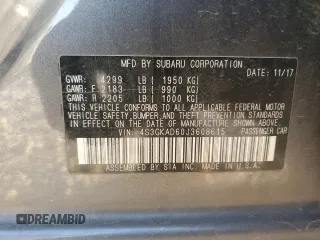 MFD BY SUBARU CORPORATION
GVWR: 4299 LB ( 1950 KG) DATE 11/17
GAWR: F 2183 LB ( 990 KG)
GAWR: R 2205 LB ( 1000 KG)
THIS VEHICLE CONFORMS TO ALL APPLICABLE FEDERAL MOTOR
VEHICLE SAFETY, BUMPER, AND THEFT PREVENTION STANDARDS
IN EFFECT ON THE DATE OF MANUFACTURE SHOWN ABOVE.
VIN: 4S3GKAD60J3608615 PASSENGER CAR
ASSEMBLED BY SIA, INC. MADE IN U.S.A.
DREAMBID